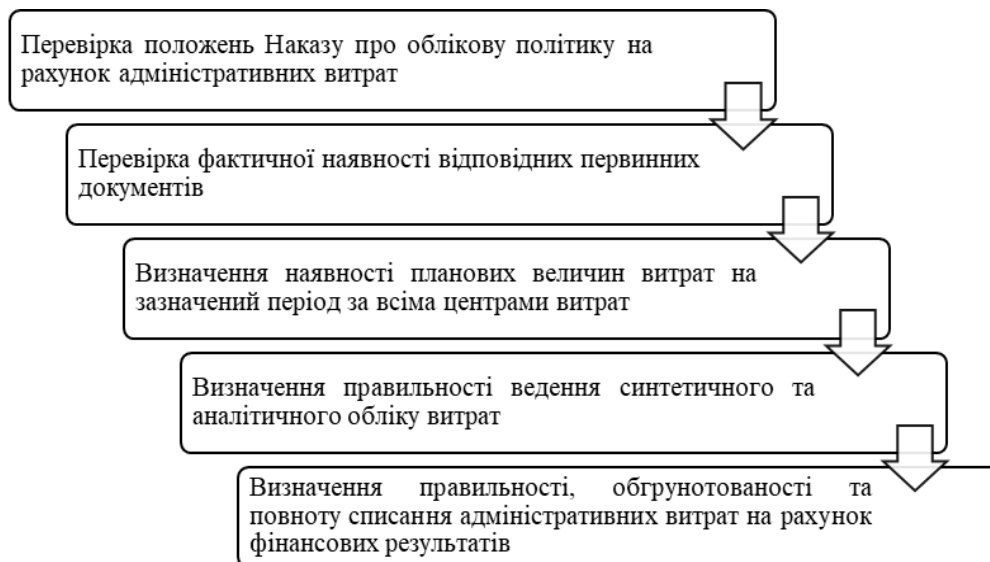 Перевірка положень Наказу про облікову політику на
рахунок адміністративних витрат
Перевірка фактичної наявності відповідних первинних
документів
Визначення наявності планових величин витрат на
зазначений період за всіма центрами витрат
Визначення правильності ведення синтетичного та
аналітичного обліку витрат
Визначення правильності, обгрунотованості та
повноту списання адміністративних витрат на рахунок
фінансових результатів